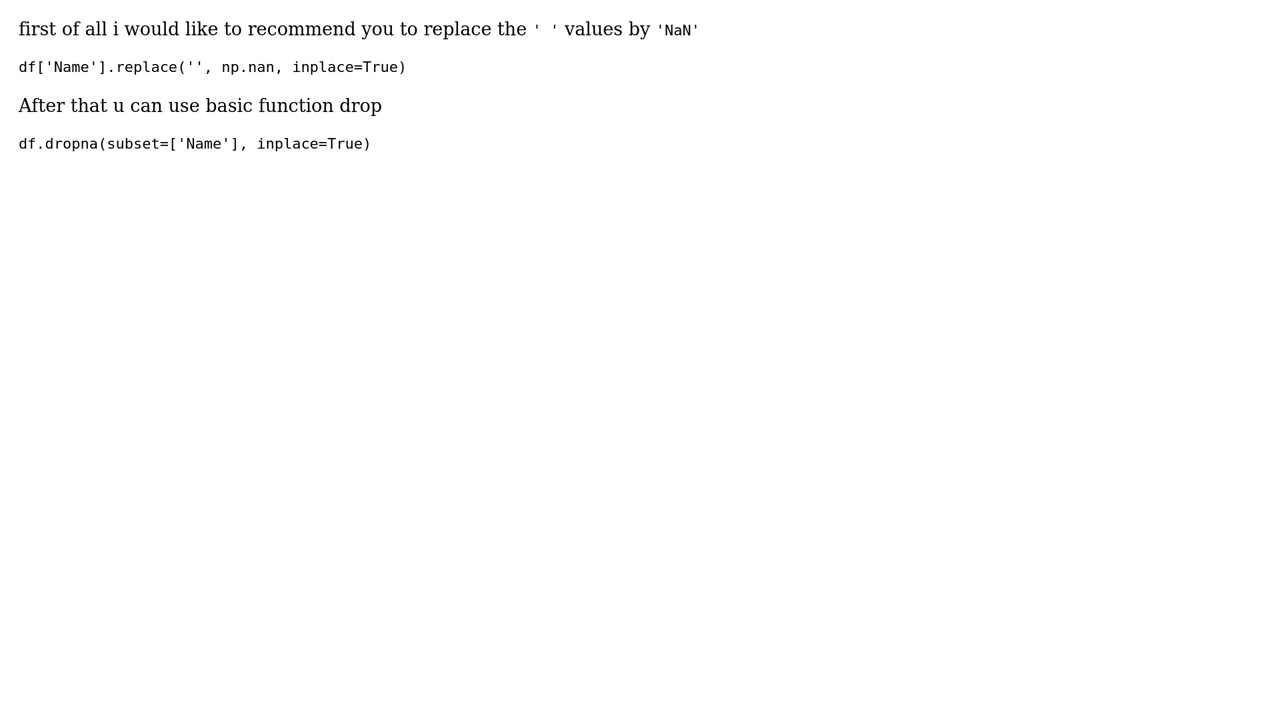 first of all i would like to recommend you to replace the ' ' values by 'NaN'
df['Name'].replace('', np.nan, inplace=True)
After that u can use basic function drop
df.dropna(subset=['Name'], inplace=True)